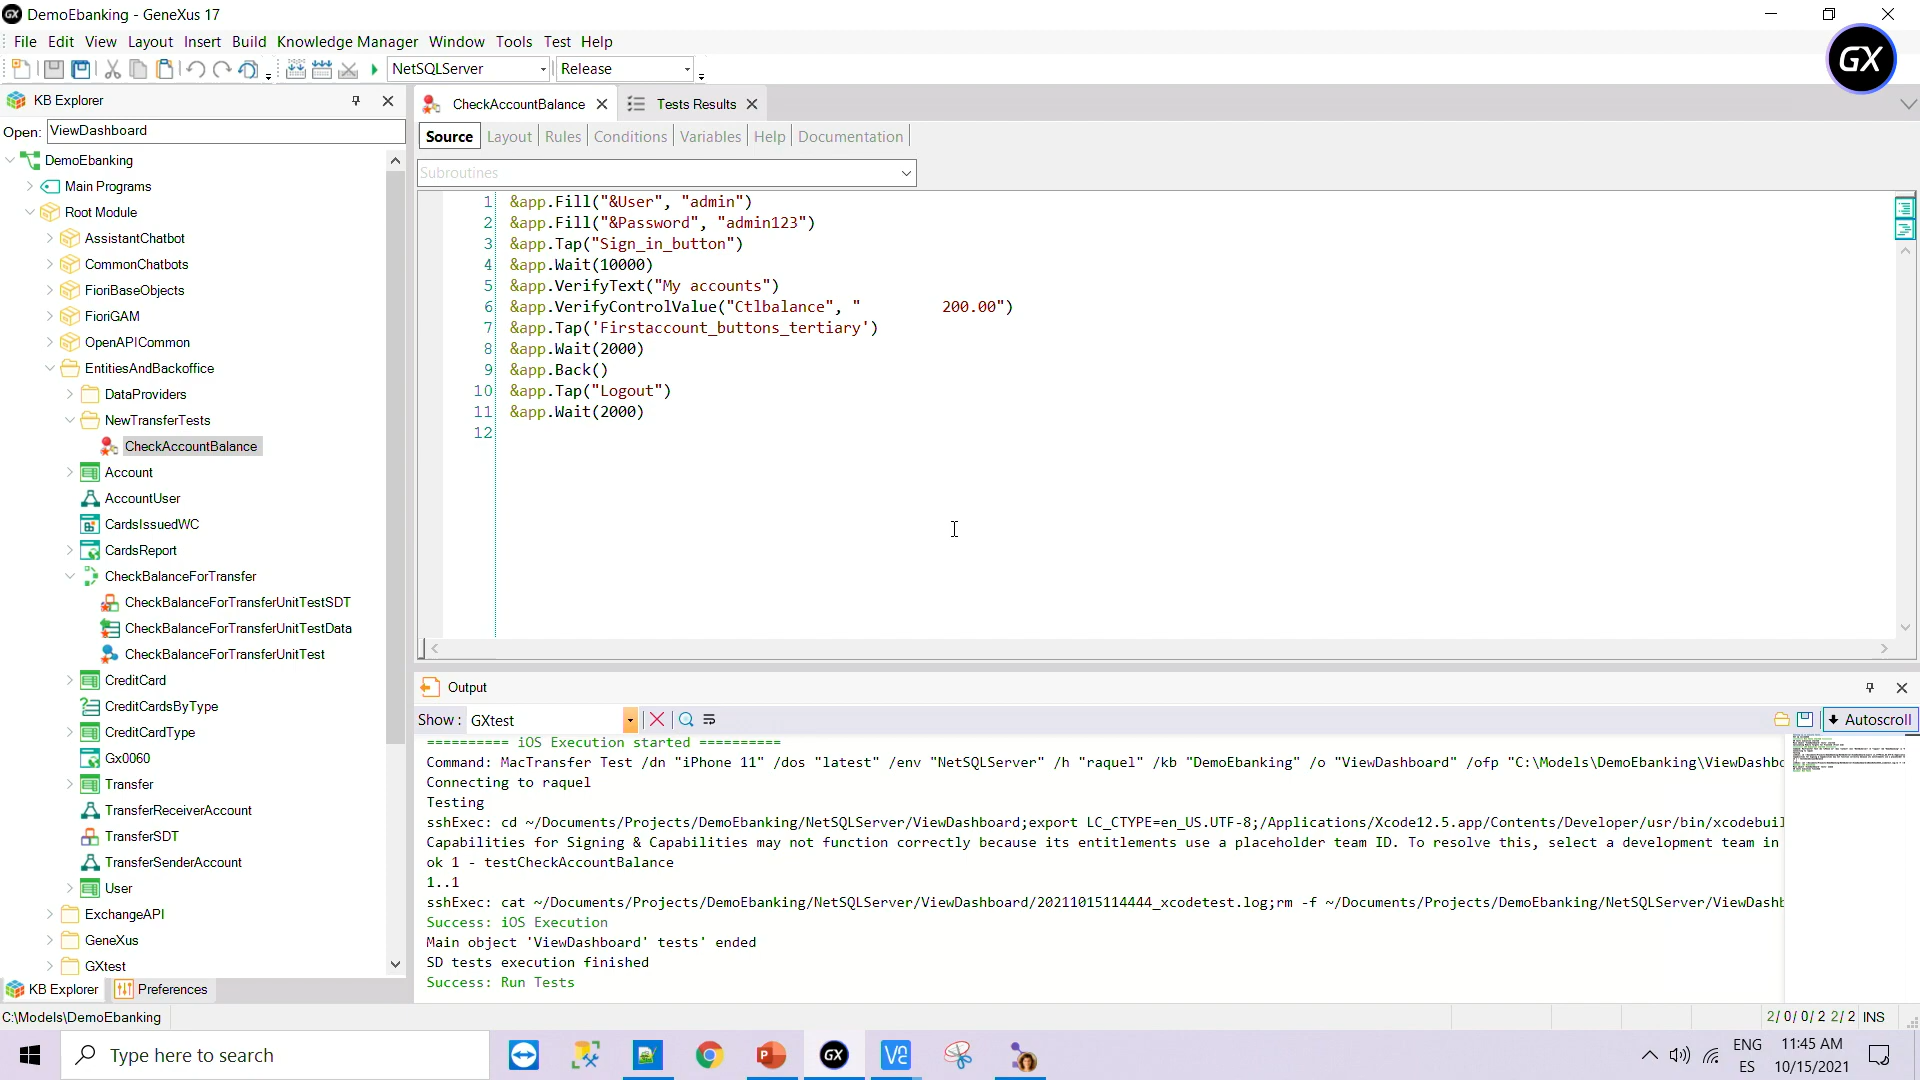 DemoEbanking - GeneXus 17
File Edit View Layout Insert Build Knowledge Manager Window Tools Test Help
NetSQLServer Release
GX
KB Explorer
CheckAccountBalance Tests Results
Open: ViewDashboard
Source Layout Rules Conditions Variables Help Documentation
Subroutines
DemoEbanking
Main Programs
Root Module
AssistantChatbot
CommonChatbots
FioriBaseObjects
FioriGAM
OpenAPICommon
EntitiesAndBackoffice
DataProviders
NewTransferTests
CheckAccountBalance
Account
AccountUser
CardsIssuedWC
CardsReport
CheckBalanceForTransfer
CheckBalanceForTransferUnitTestSDT
CheckBalanceForTransferUnitTestData
CheckBalanceForTransferUnitTest
CreditCard
CreditCardsByType
CreditCardType
Gx0060
Transfer
TransferReceiverAccount
TransferSDT
TransferSenderAccount
User
ExchangeAPI
GeneXus
GXtest
KB Explorer Preferences
1 &app.Fill("&User", "admin")
2 &app.Fill("&Password", "admin123")
3 &app.Tap("Sign_in_button")
4 &app.Wait(10000)
5 &app.VerifyText("My accounts")
6 &app.VerifyControlValue("Ctlbalance", "         200.00")
7 &app.Tap('Firstaccount_buttons_tertiary')
8 &app.Wait(2000)
9 &app.Back()
10 &app.Tap("Logout")
11 &app.Wait(2000)
12
Output
Show: GXtest Autoscroll
========== iOS Execution started ==========
Command: MacTransfer Test /dn "iPhone 11" /dos "latest" /env "NetSQLServer" /h "raquel" /kb "DemoEbanking" /o "ViewDashboard" /ofp "C:\Models\DemoEbanking\ViewDashbo
Connecting to raquel
Testing
sshExec: cd ~/Documents/Projects/DemoEbanking/NetSQLServer/ViewDashboard;export LC_CTYPE=en_US.UTF-8;/Applications/Xcode12.5.app/Contents/Developer/usr/bin/xcodebuil
Capabilities for Signing & Capabilities may not function correctly because its entitlements use a placeholder team ID. To resolve this, select a development team in
ok 1 - testCheckAccountBalance
1..1
sshExec: cat ~/Documents/Projects/DemoEbanking/NetSQLServer/ViewDashboard/20211015114444_xcodetest.log;rm -f ~/Documents/Projects/DemoEbanking/NetSQLServer/ViewDashb
Success: iOS Execution
Main object 'ViewDashboard' tests' ended
SD tests execution finished
Success: Run Tests
C:\Models\DemoEbanking 2/0/0/2 2/2 INS
Type here to search
ENG
ES
11:45 AM
10/15/2021